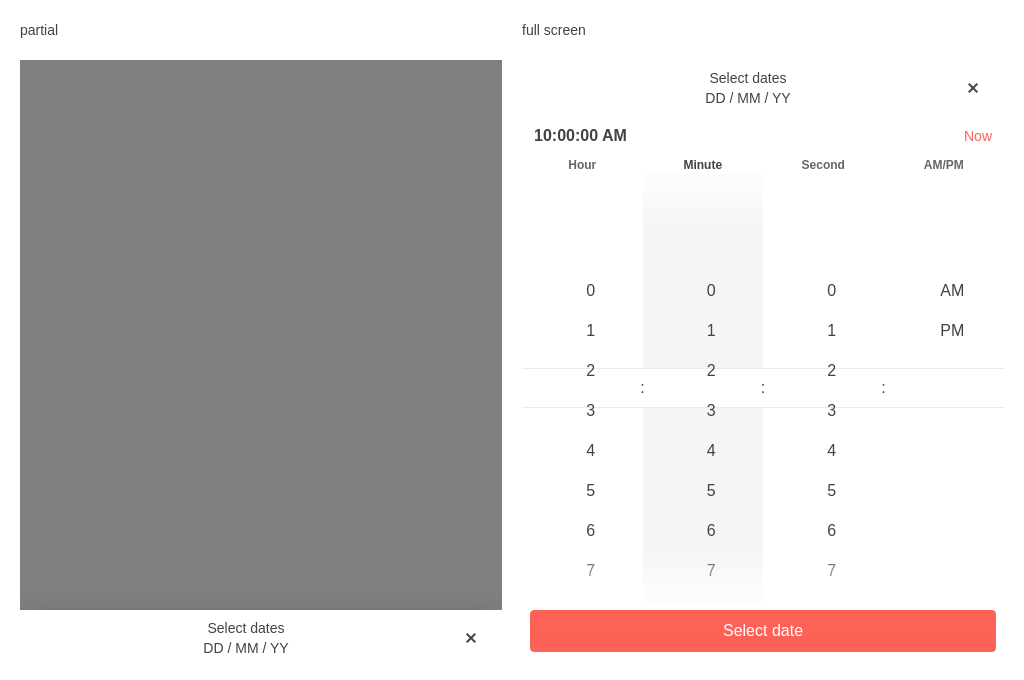 partial
Select dates
DD / MM / YY
×
full screen
Select dates
DD / MM / YY
×
10:00:00 AM
Now
Hour Minute Second AM/PM
0 0 0 AM
1 1 1 PM
2 2 2
: : :
3 3 3
4 4 4
5 5 5
6 6 6
7 7 7
Select date